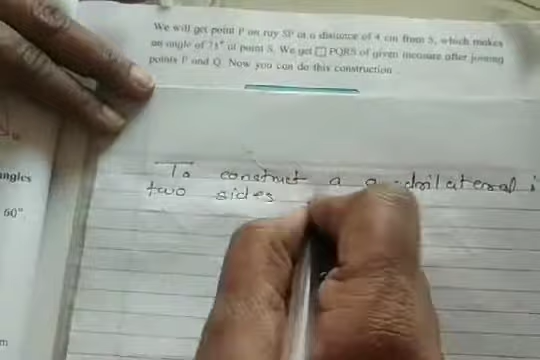 We will get point P on ray SP at a distance of 4 cm from S, which makes
an angle of 75° at point S. We get □ PQRS of given measure after joining
points P and Q. Now you can do this construction
angles
60°
m
To construct a quadrilateral i
two sides